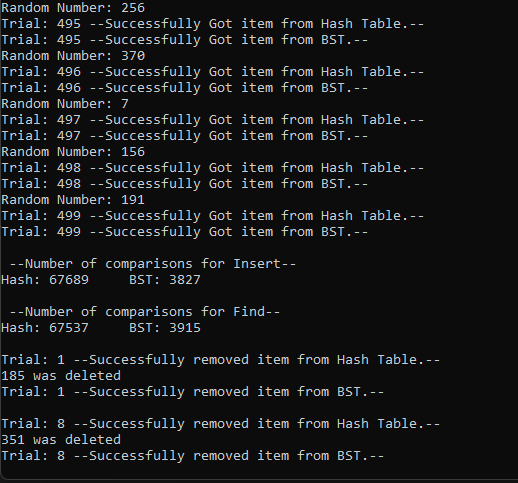 Random Number: 256
Trial: 495 --Successfully Got item from Hash Table.--
Trial: 495 --Successfully Got item from BST.--
Random Number: 370
Trial: 496 --Successfully Got item from Hash Table.--
Trial: 496 --Successfully Got item from BST.--
Random Number: 7
Trial: 497 --Successfully Got item from Hash Table.--
Trial: 497 --Successfully Got item from BST.--
Random Number: 156
Trial: 498 --Successfully Got item from Hash Table.--
Trial: 498 --Successfully Got item from BST.--
Random Number: 191
Trial: 499 --Successfully Got item from Hash Table.--
Trial: 499 --Successfully Got item from BST.--
--Number of comparisons for Insert--
Hash: 67689     BST: 3827
--Number of comparisons for Find--
Hash: 67537     BST: 3915
Trial: 1 --Successfully removed item from Hash Table.--
185 was deleted
Trial: 1 --Successfully removed item from BST.--
Trial: 8 --Successfully removed item from Hash Table.--
351 was deleted
Trial: 8 --Successfully removed item from BST.--